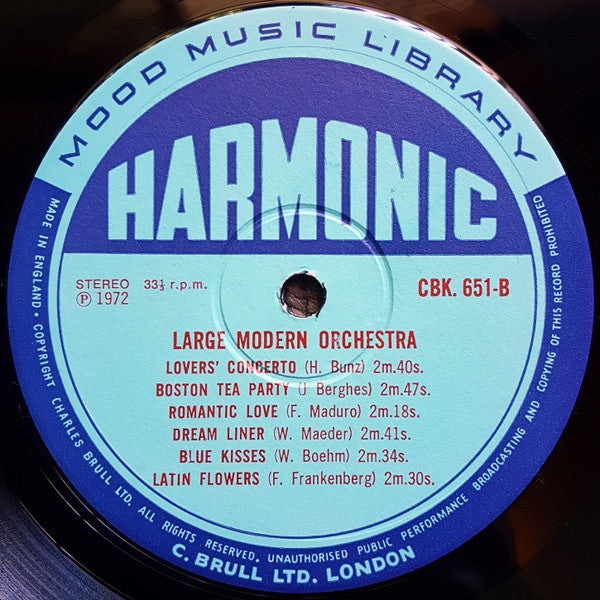 MOOD MUSIC LIBRARY
HARMONIC
STEREO 33⅓ r.p.m.
℗ 1972
CBK. 651-B
LARGE MODERN ORCHESTRA
LOVERS' CONCERTO (H. Bunz) 2m.40s.
BOSTON TEA PARTY (J Berghes) 2m.47s.
ROMANTIC LOVE (F. Maduro) 2m.18s.
DREAM LINER (W. Maeder) 2m.41s.
BLUE KISSES (W. Boehm) 2m.34s.
LATIN FLOWERS (F. Frankenberg) 2m.30s.
MADE IN ENGLAND • COPYRIGHT CHARLES BRULL LTD. ALL RIGHTS RESERVED. UNAUTHORISED PUBLIC PERFORMANCE BROADCASTING AND COPYING OF THIS RECORD PROHIBITED
C. BRULL LTD. LONDON